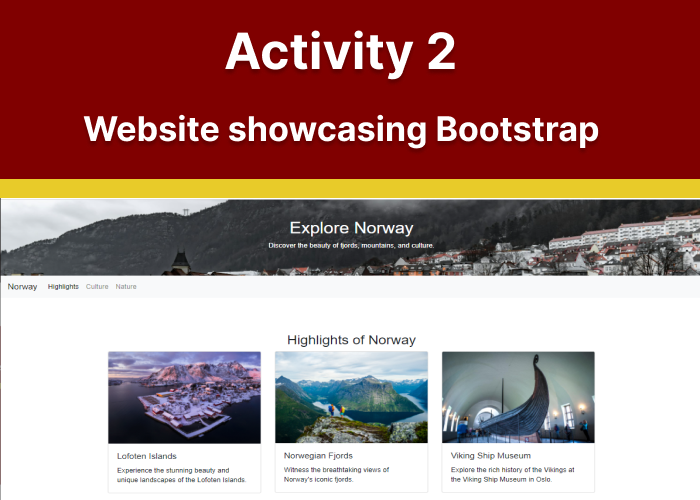 Activity 2
Website showcasing Bootstrap
Explore Norway
Discover the beauty of fjords, mountains, and culture.
Norway Highlights Culture Nature
Highlights of Norway
Lofoten Islands
Experience the stunning beauty and
unique landscapes of the Lofoten Islands.
Norwegian Fjords
Witness the breathtaking views of
Norway's iconic fjords.
Viking Ship Museum
Explore the rich history of the Vikings at
the Viking Ship Museum in Oslo.